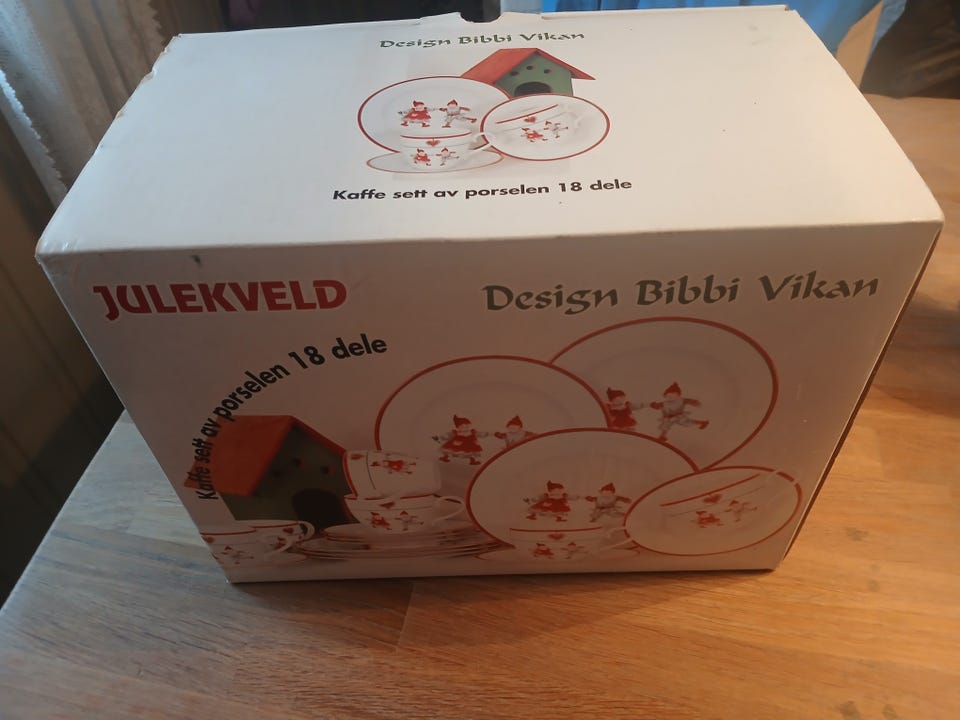 Design Bibbi Vikan
Kaffe sett av porselen 18 dele
JULEKVELD
Design Bibbi Vikan
Kaffe sett av porselen 18 dele